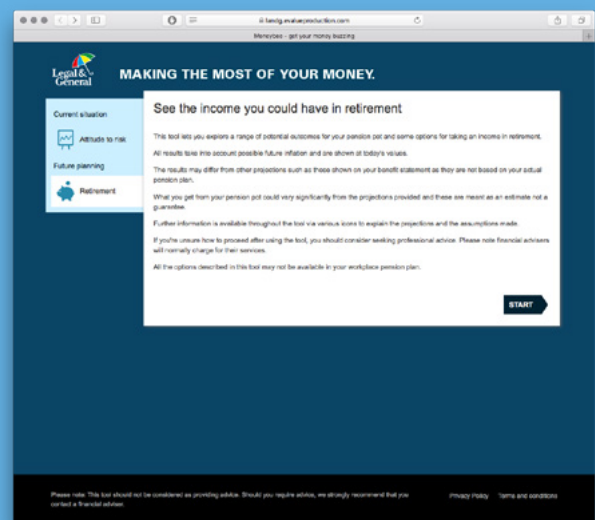 landg.evalueproduction.com
Moneybee - get your money buzzing
Legal &
General
MAKING THE MOST OF YOUR MONEY.
Current situation
Attitude to risk
Future planning
Retirement
See the income you could have in retirement
This tool lets you explore a range of potential outcomes for your pension pot and some options for taking an income in retirement.
All results take into account possible future inflation and are shown at today's values.
The results may differ from other projections such as those shown on your benefit statement as they are not based on your actual
pension plan.
What you get from your pension pot could vary significantly from the projections provided and these are meant as an estimate not a
guarantee.
Further information is available throughout the tool via various icons to explain the projections and the assumptions made.
If you're unsure how to proceed after using the tool, you should consider seeking professional advice. Please note financial advisers
will normally charge for their services.
All the options described in this tool may not be available in your workplace pension plan.
START
Please note: This tool should not be considered as providing advice. Should you require advice, we strongly recommend that you
contact a financial adviser.
Privacy Policy
Terms and conditions